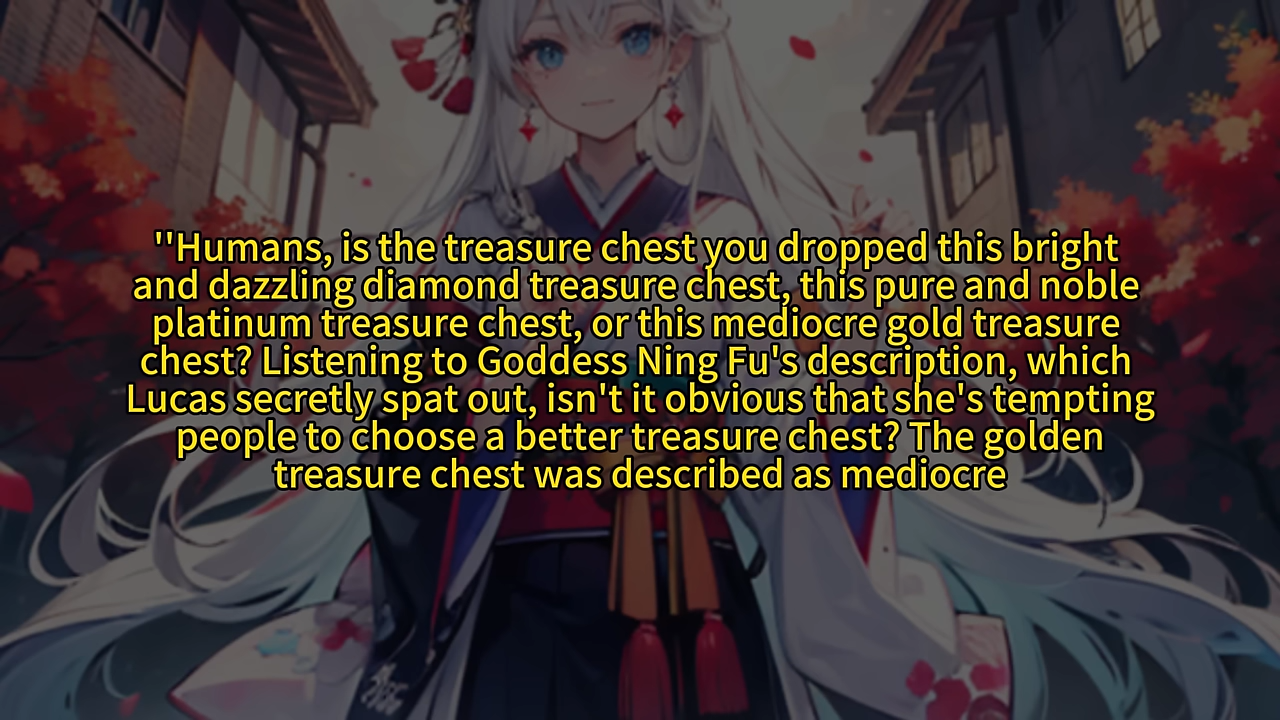 ''Humans, is the treasure chest you dropped this bright
and dazzling diamond treasure chest, this pure and noble
platinum treasure chest, or this mediocre gold treasure
chest? Listening to Goddess Ning Fu's description, which
Lucas secretly spat out, isn't it obvious that she's tempting
people to choose a better treasure chest? The golden
treasure chest was described as mediocre